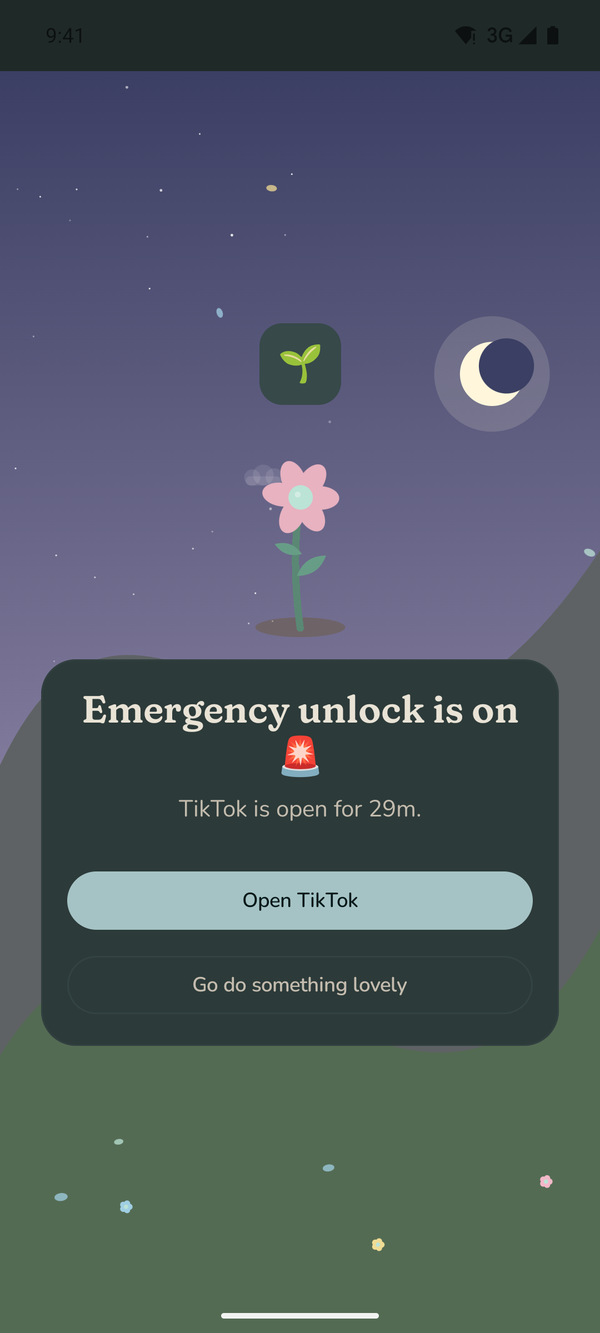 9:41
3G
Emergency unlock is on
🚨
TikTok is open for 29m.
Open TikTok
Go do something lovely